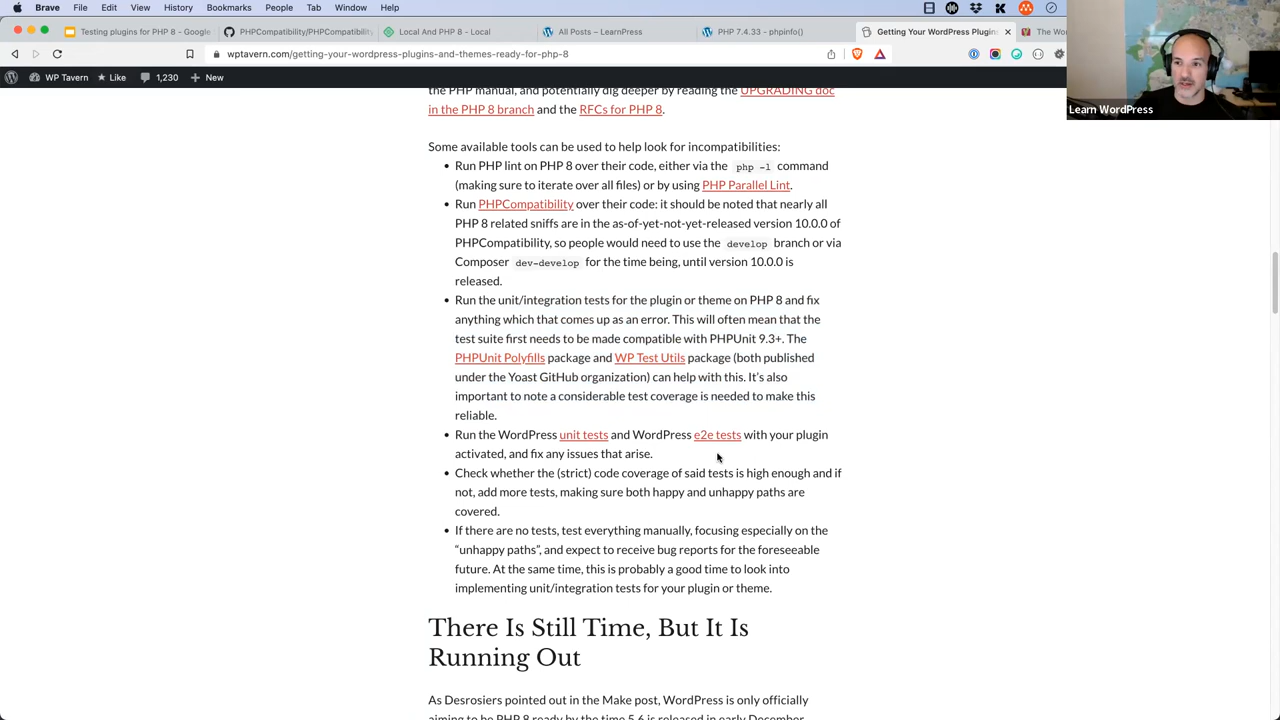 Brave File Edit View History Bookmarks People Tab Window Help
Testing plugins for PHP 8 - Google
PHPCompatibility/PHPCompatibility
Local And PHP 8 - Local
All Posts – LearnPress
PHP 7.4.33 - phpinfo()
Getting Your WordPress Plugin
The Wo
wptavern.com/getting-your-wordpress-plugins-and-themes-ready-for-php-8
WP Tavern Like 1,230 New
Learn WordPress
the PHP manual, and potentially dig deeper by reading the UPGRADING doc
in the PHP 8 branch and the RFCs for PHP 8.
Some available tools can be used to help look for incompatibilities:
• Run PHP lint on PHP 8 over their code, either via the php -l command
(making sure to iterate over all files) or by using PHP Parallel Lint.
• Run PHPCompatibility over their code: it should be noted that nearly all
PHP 8 related sniffs are in the as-of-yet-not-yet-released version 10.0.0 of
PHPCompatibility, so people would need to use the develop branch or via
Composer dev-develop for the time being, until version 10.0.0 is
released.
• Run the unit/integration tests for the plugin or theme on PHP 8 and fix
anything which that comes up as an error. This will often mean that the
test suite first needs to be made compatible with PHPUnit 9.3+. The
PHPUnit Polyfills package and WP Test Utils package (both published
under the Yoast GitHub organization) can help with this. It’s also
important to note a considerable test coverage is needed to make this
reliable.
• Run the WordPress unit tests and WordPress e2e tests with your plugin
activated, and fix any issues that arise.
• Check whether the (strict) code coverage of said tests is high enough and if
not, add more tests, making sure both happy and unhappy paths are
covered.
• If there are no tests, test everything manually, focusing especially on the
“unhappy paths”, and expect to receive bug reports for the foreseeable
future. At the same time, this is probably a good time to look into
implementing unit/integration tests for your plugin or theme.
There Is Still Time, But It Is
Running Out
As Desrosiers pointed out in the Make post, WordPress is only officially
aiming to be PHP 8 ready by the time 5.6 is released in early December.